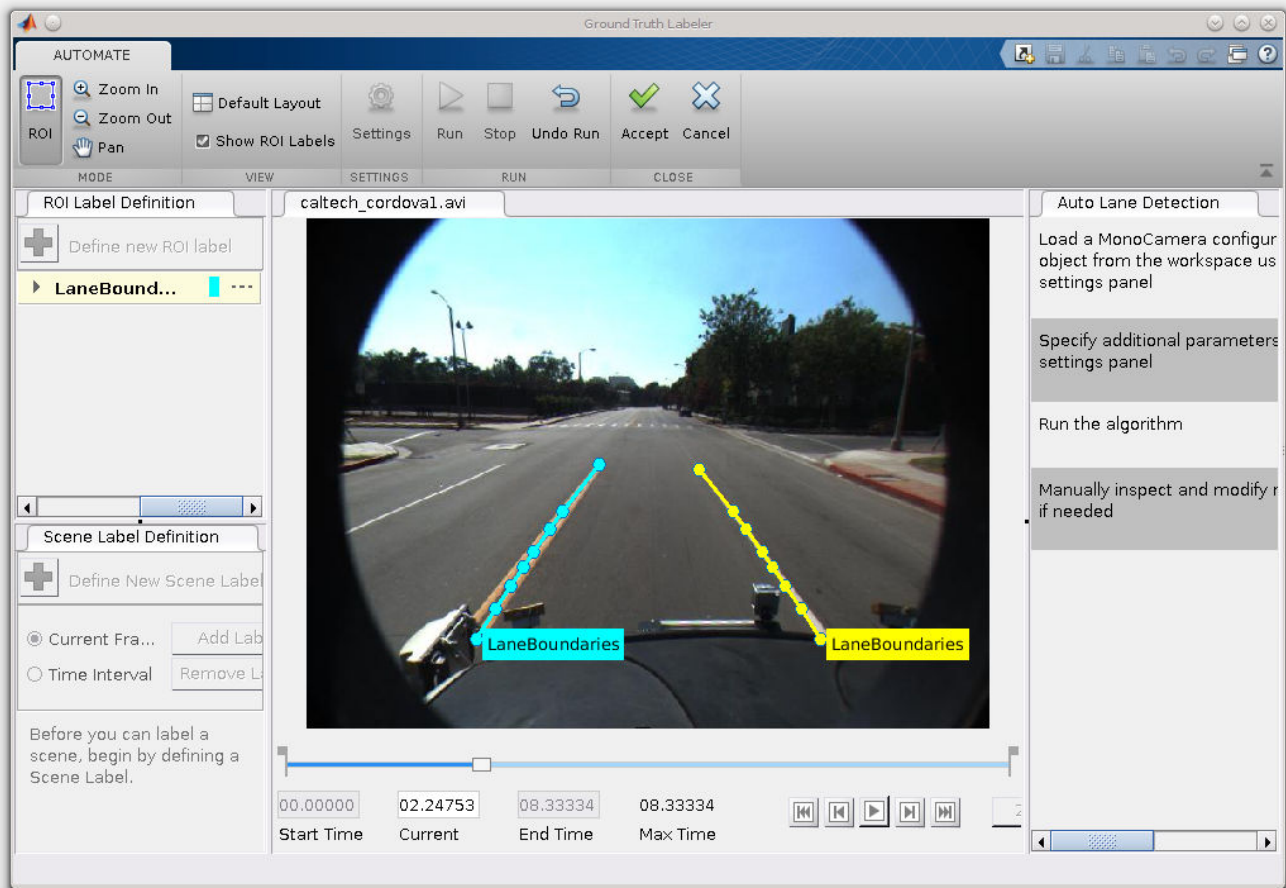 Ground Truth Labeler
AUTOMATE
ROI
Zoom In
Zoom Out
Pan
MODE
Default Layout
Show ROI Labels
VIEW
Settings
SETTINGS
Run
Stop
Undo Run
RUN
Accept
Cancel
CLOSE
ROI Label Definition
Define new ROI label
LaneBound...
Scene Label Definition
Define New Scene Label
Current Fra...
Add Lab
Time Interval
Remove La
Before you can label a
scene, begin by defining a
Scene Label.
caltech_cordova1.avi
LaneBoundaries
LaneBoundaries
00.00000
02.24753
08.33334
08.33334
Start Time
Current
End Time
Max Time
Auto Lane Detection
Load a MonoCamera configur
object from the workspace us
settings panel
Specify additional parameters
settings panel
Run the algorithm
Manually inspect and modify r
if needed